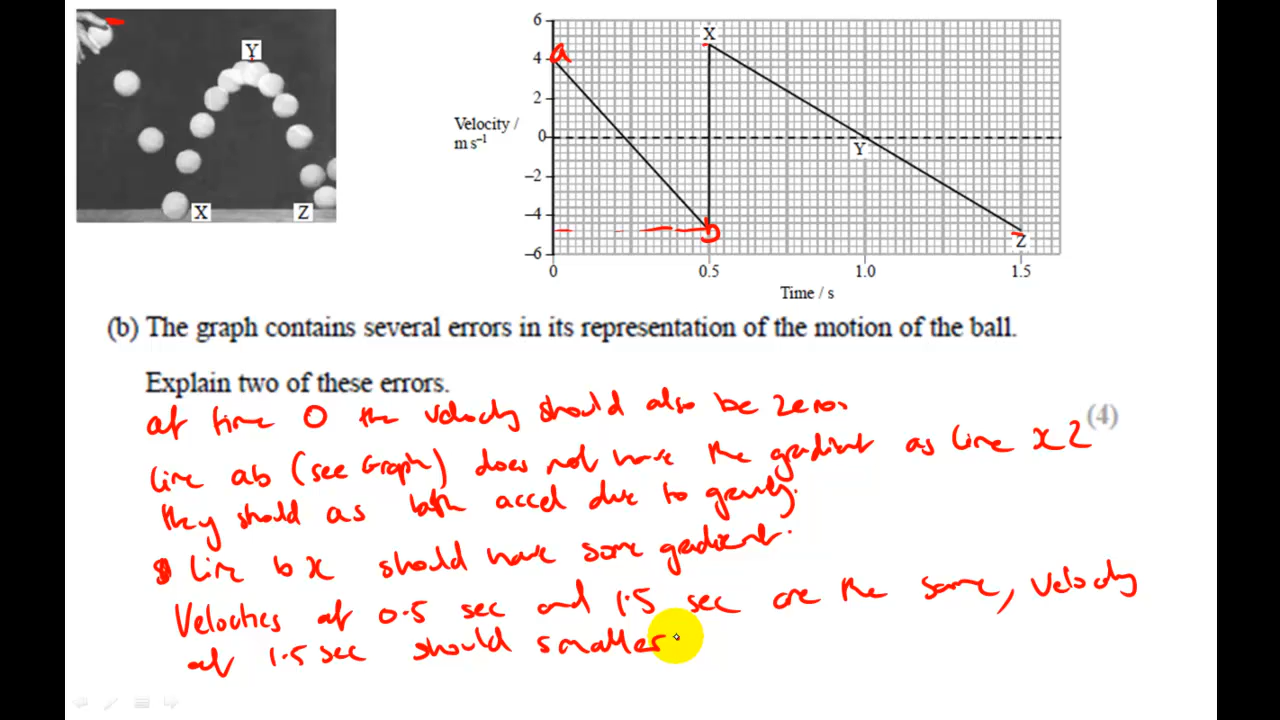 Y
X
Z
6
4
2
0
-2
-4
-6
Velocity /
m s⁻¹
a
X
Y
b
Z
0
0.5
1.0
1.5
Time / s
(b) The graph contains several errors in its representation of the motion of the ball.
Explain two of these errors.
(4)
at time 0 the velocity should also be zero.
line ab (see Graph) does not have the gradient as line xz
they should as both accel due to gravity.
line bx should have some gradient.
Velocities at 0.5 sec and 1.5 sec are the same, velocity
at 1.5 sec should smaller